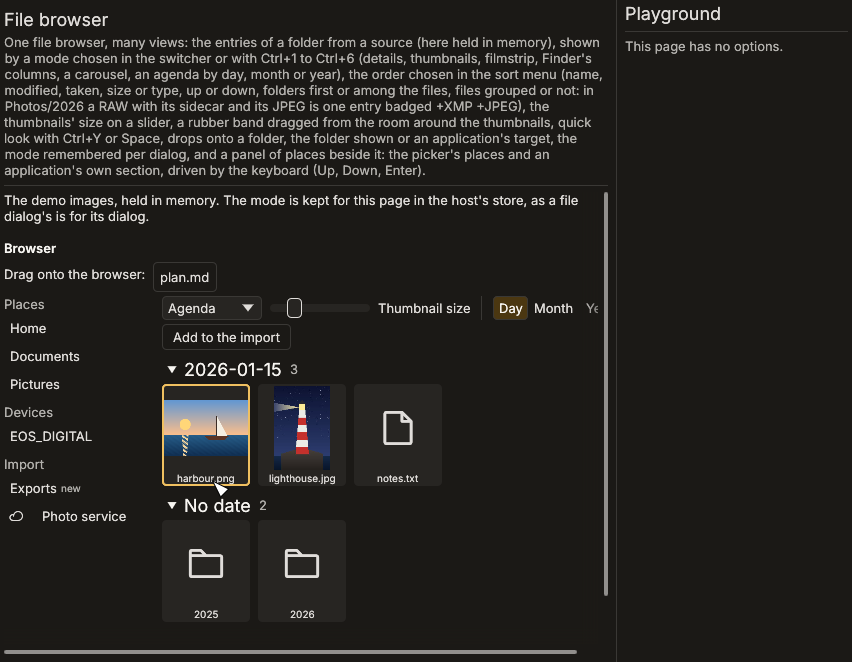 File browser
One file browser, many views: the entries of a folder from a source (here held in memory), shown
by a mode chosen in the switcher or with Ctrl+1 to Ctrl+6 (details, thumbnails, filmstrip, Finder's
columns, a carousel, an agenda by day, month or year), the order chosen in the sort menu (name,
modified, taken, size or type, up or down, folders first or among the files, files grouped or not: in
Photos/2026 a RAW with its sidecar and its JPEG is one entry badged +XMP +JPEG), the
thumbnails' size on a slider, a rubber band dragged from the room around the thumbnails, quick
look with Ctrl+Y or Space, drops onto a folder, the folder shown or an application's target, the
mode remembered per dialog, and a panel of places beside it: the picker's places and an
application's own section, driven by the keyboard (Up, Down, Enter).
The demo images, held in memory. The mode is kept for this page in the host's store, as a file
dialog's is for its dialog.
Browser
Drag onto the browser: plan.md
Places
Home
Documents
Pictures
Devices
EOS_DIGITAL
Import
Exports new
Photo service
Agenda Thumbnail size Day Month
Add to the import
2026-01-15 3
harbour.png lighthouse.jpg notes.txt
No date 2
2025 2026
Playground
This page has no options.